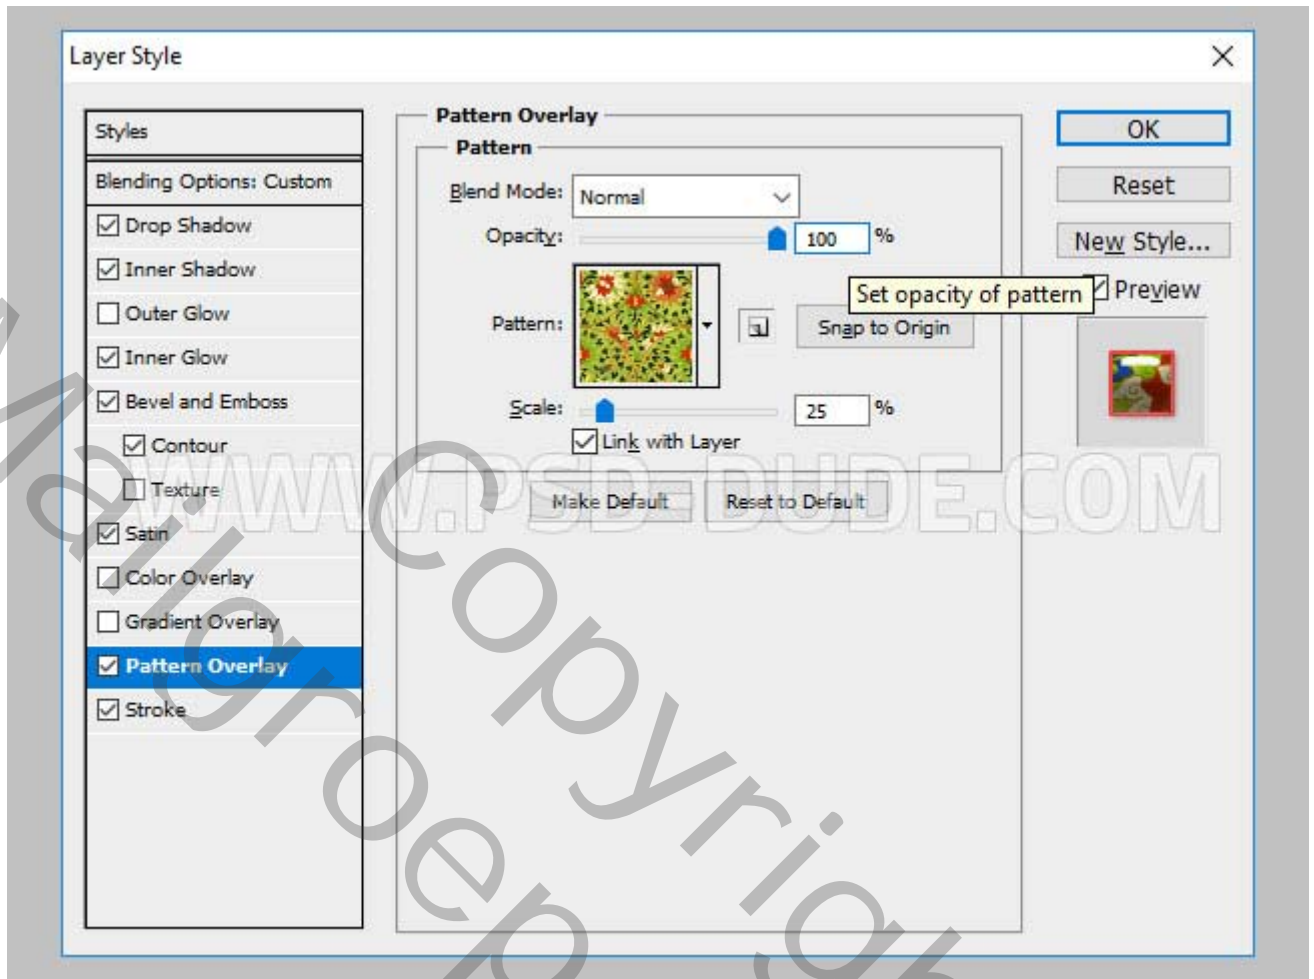 Layer Style
Styles
Blending Options: Custom
Drop Shadow
Inner Shadow
Outer Glow
Inner Glow
Bevel and Emboss
Contour
Texture
Satin
Color Overlay
Gradient Overlay
Pattern Overlay
Stroke
Pattern Overlay
Pattern
Blend Mode: Normal
Opacity: 100 %
Set opacity of pattern
Pattern: Snap to Origin
Scale: 25 %
Link with Layer
Make Default Reset to Default
OK
Reset
New Style...
Preview
WWW.PSD-DUDE.COM
Mailgroep Copyrigh